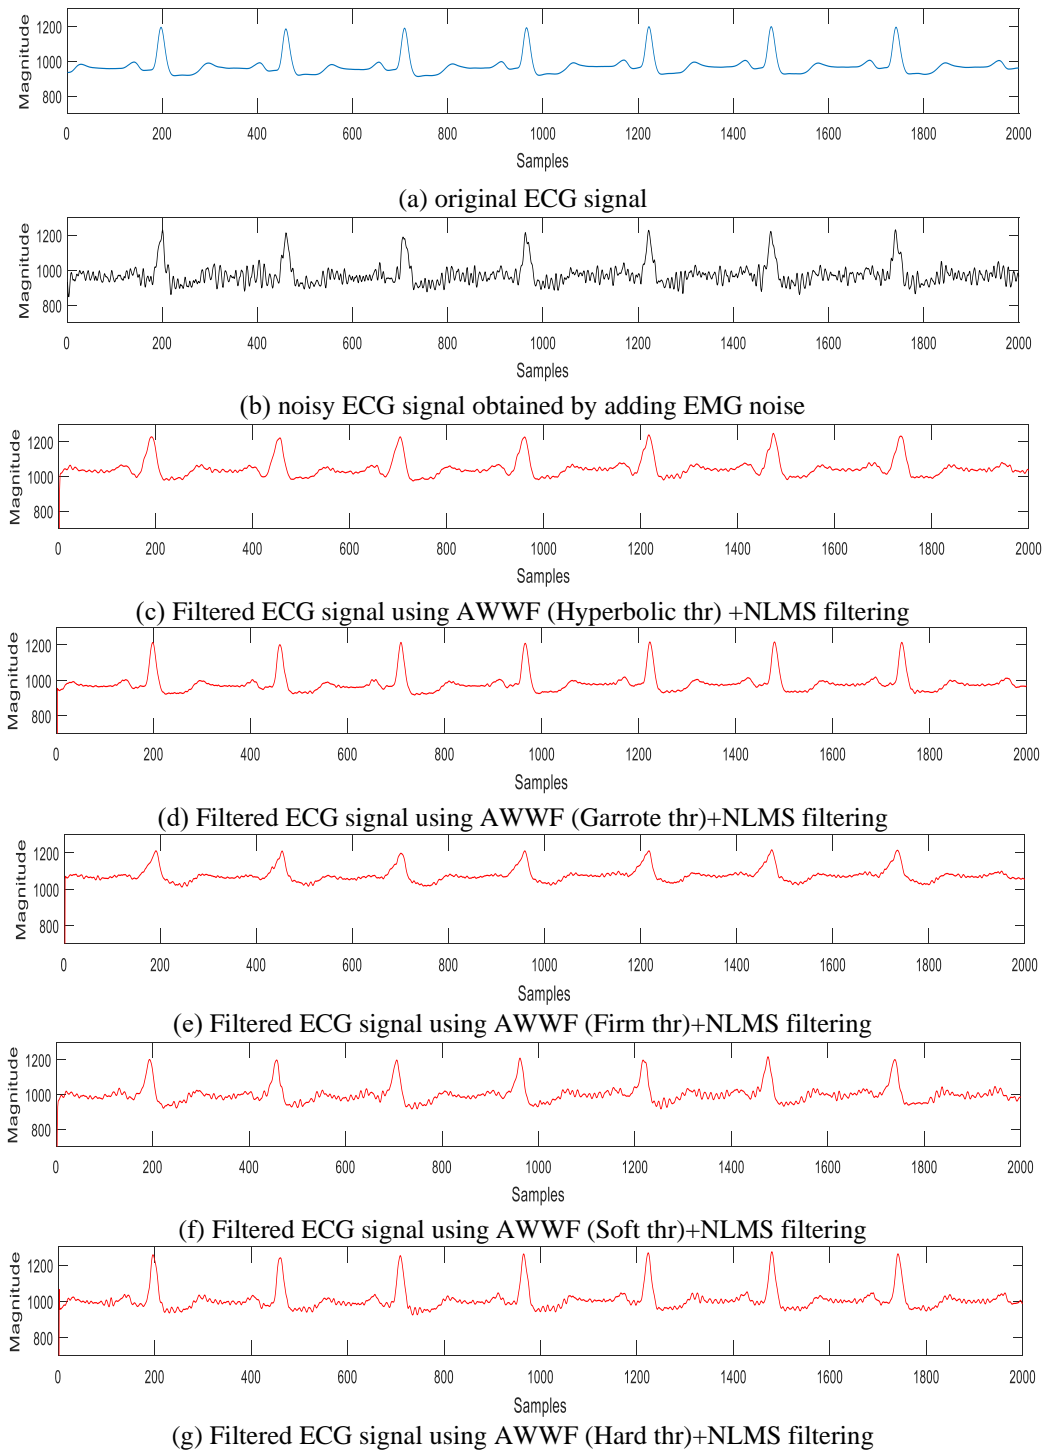 Magnitude
1200
1000
800
0 200 400 600 800 1000 1200 1400 1600 1800 2000
Samples
(a) original ECG signal
Magnitude
1200
1000
800
0 200 400 600 800 1000 1200 1400 1600 1800 2000
Samples
(b) noisy ECG signal obtained by adding EMG noise
Magnitude
1200
1000
800
0 200 400 600 800 1000 1200 1400 1600 1800 2000
Samples
(c) Filtered ECG signal using AWWF (Hyperbolic thr) +NLMS filtering
Magnitude
1200
1000
800
0 200 400 600 800 1000 1200 1400 1600 1800 2000
Samples
(d) Filtered ECG signal using AWWF (Garrote thr)+NLMS filtering
Magnitude
1200
1000
800
0 200 400 600 800 1000 1200 1400 1600 1800 2000
Samples
(e) Filtered ECG signal using AWWF (Firm thr)+NLMS filtering
Magnitude
1200
1000
800
0 200 400 600 800 1000 1200 1400 1600 1800 2000
Samples
(f) Filtered ECG signal using AWWF (Soft thr)+NLMS filtering
Magnitude
1200
1000
800
0 200 400 600 800 1000 1200 1400 1600 1800 2000
Samples
(g) Filtered ECG signal using AWWF (Hard thr)+NLMS filtering